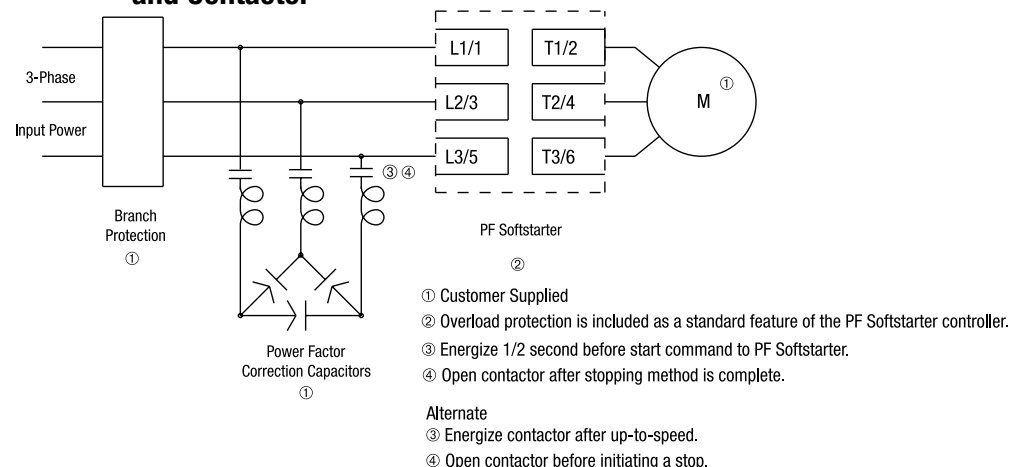 and Contactor
3-Phase
Input Power
L1/1
T1/2
L2/3
T2/4
L3/5
T3/6
M
①
③ ④
Branch
Protection
①
PF Softstarter
②
Power Factor
Correction Capacitors
①
① Customer Supplied
② Overload protection is included as a standard feature of the PF Softstarter controller.
③ Energize 1/2 second before start command to PF Softstarter.
④ Open contactor after stopping method is complete.
Alternate
③ Energize contactor after up-to-speed.
④ Open contactor before initiating a stop.